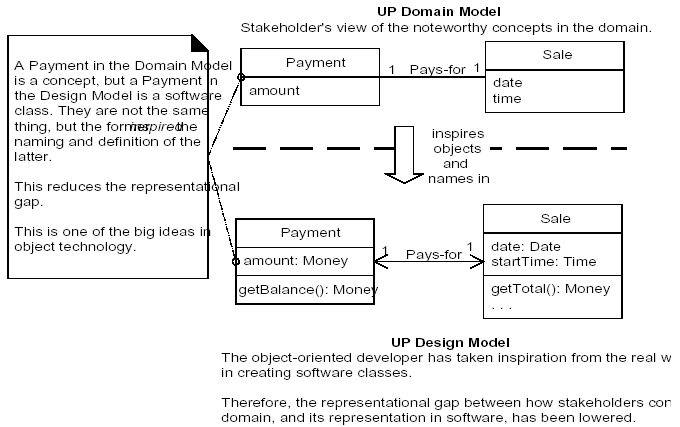 UP Domain Model
Stakeholder's view of the noteworthy concepts in the domain.
A Payment in the Domain Model
is a concept, but a Payment in
the Design Model is a software
class. They are not the same
thing, but the former inspired the
naming and definition of the
latter.
This reduces the representational
gap.
This is one of the big ideas in
object technology.
Payment
amount
1 Pays-for 1
Sale
date
time
inspires
objects
and
names in
Payment
amount: Money
getBalance(): Money
1 Pays-for 1
Sale
date: Date
startTime: Time
getTotal(): Money
. . .
UP Design Model
The object-oriented developer has taken inspiration from the real w
in creating software classes.
Therefore, the representational gap between how stakeholders con
domain, and its representation in software, has been lowered.